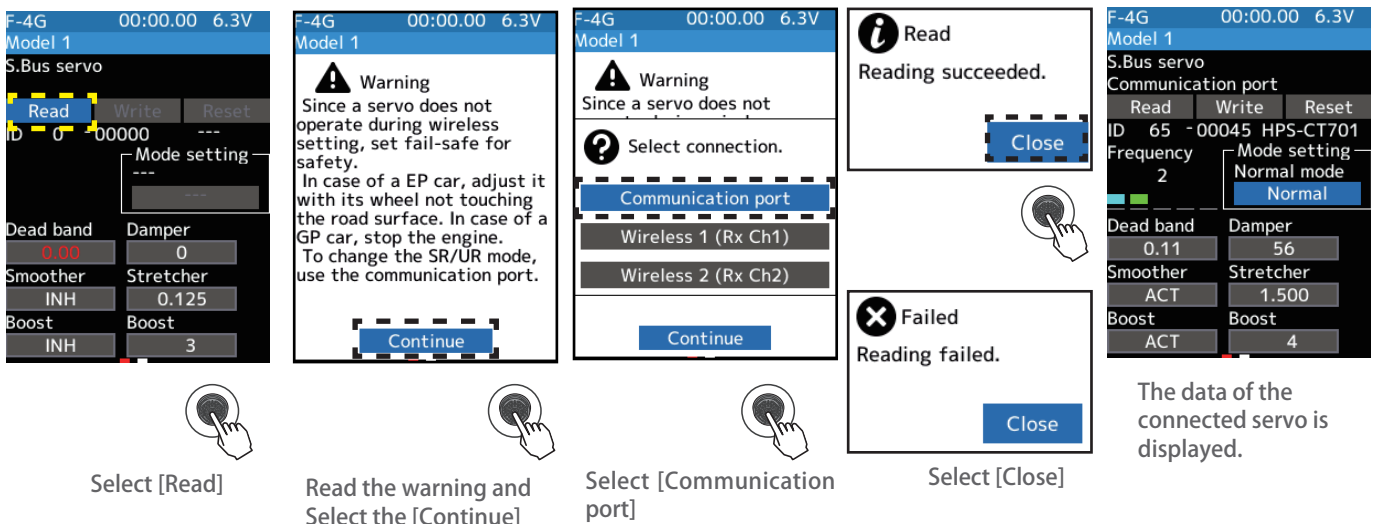 F-4G 00:00.00 6.3V
Model 1
S.Bus servo
Read Write Reset
ID 0 - 00000 ---
Mode setting
---
---
Dead band Damper
0.00 0
Smoother Stretcher
INH 0.125
Boost Boost
INH 3
Select [Read]
F-4G 00:00.00 6.3V
Model 1
Warning
Since a servo does not
operate during wireless
setting, set fail-safe for
safety.
In case of a EP car, adjust it
with its wheel not touching
the road surface. In case of a
GP car, stop the engine.
To change the SR/UR mode,
use the communication port.
Continue
Read the warning and
Select the [Continue]
F-4G 00:00.00 6.3V
Model 1
Warning
Since a servo does not
Select connection.
Communication port
Wireless 1 (Rx Ch1)
Wireless 2 (Rx Ch2)
Continue
Select [Communication
port]
Read
Reading succeeded.
Close
Failed
Reading failed.
Close
Select [Close]
F-4G 00:00.00 6.3V
Model 1
S.Bus servo
Communication port
Read Write Reset
ID 65 - 00045 HPS-CT701
Frequency Mode setting
2 Normal mode
Normal
Dead band Damper
0.11 56
Smoother Stretcher
ACT 1.500
Boost Boost
ACT 4
The data of the
connected servo is
displayed.